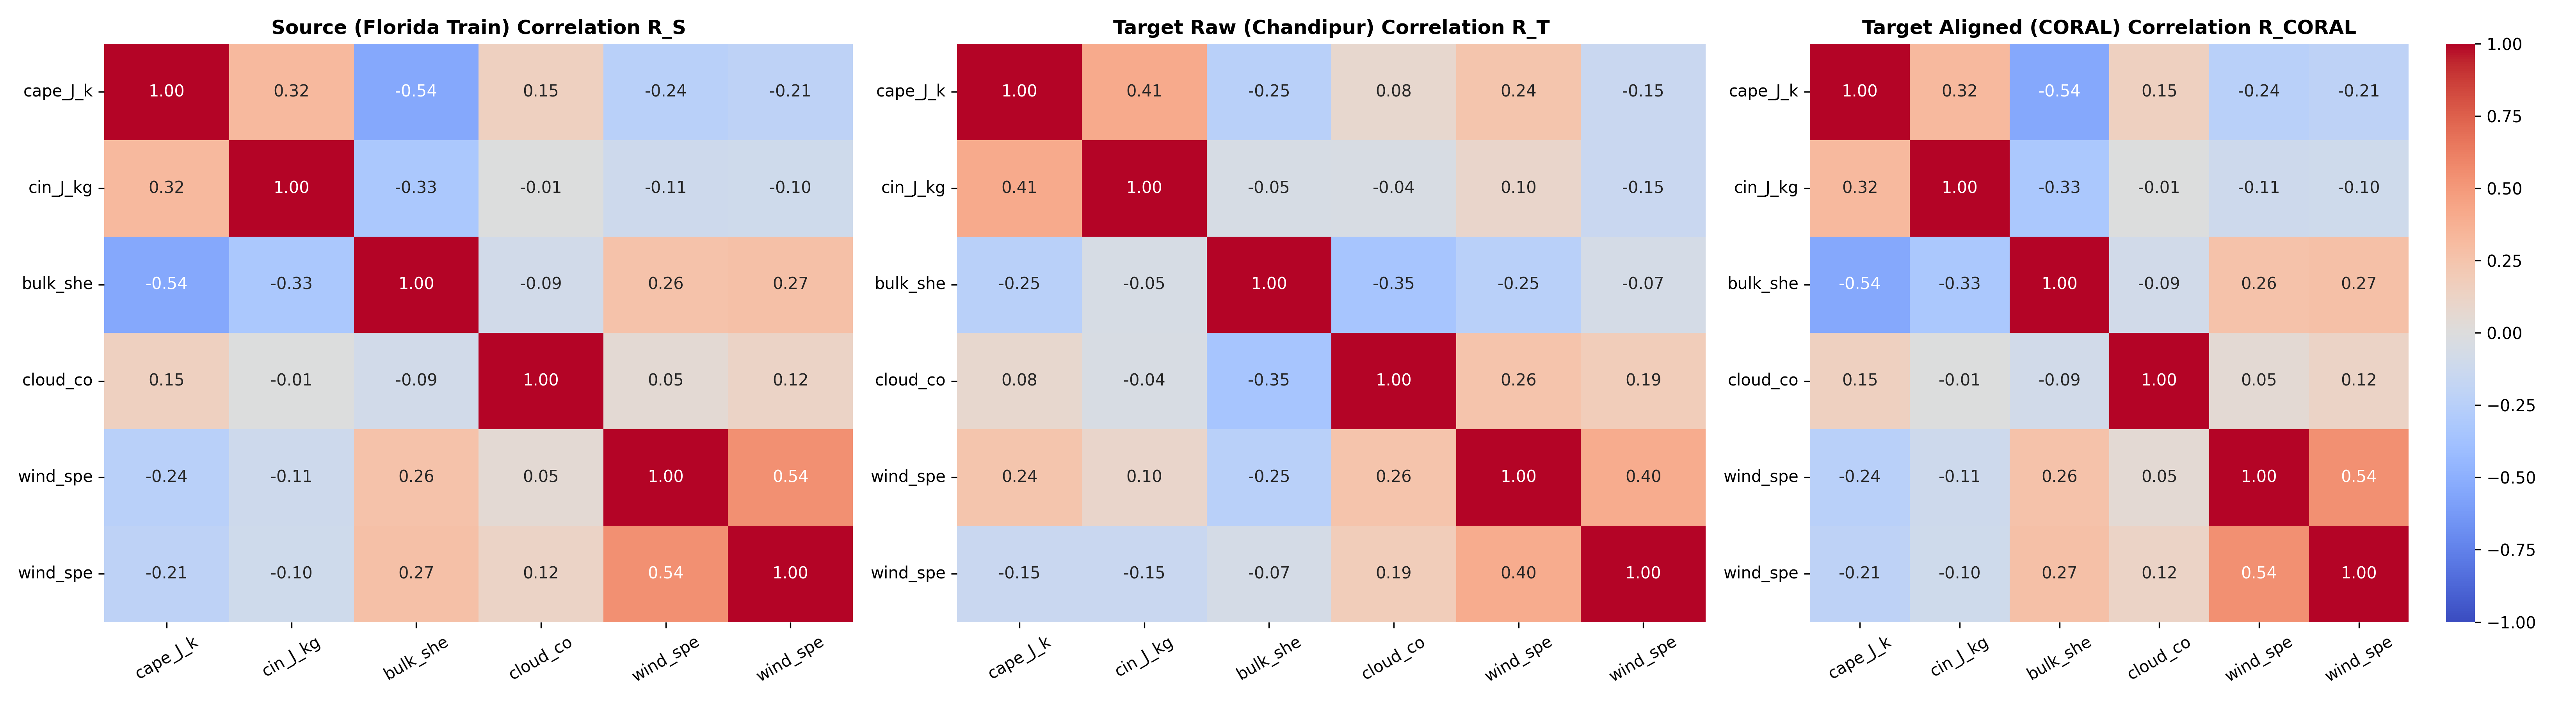 Source (Florida Train) Correlation R_S
cape_J_k 1.00 0.32 -0.54 0.15 -0.24 -0.21
cin_J_kg 0.32 1.00 -0.33 -0.01 -0.11 -0.10
bulk_she -0.54 -0.33 1.00 -0.09 0.26 0.27
cloud_co 0.15 -0.01 -0.09 1.00 0.05 0.12
wind_spe -0.24 -0.11 0.26 0.05 1.00 0.54
wind_spe -0.21 -0.10 0.27 0.12 0.54 1.00
cape_J_k cin_J_kg bulk_she cloud_co wind_spe wind_spe
Target Raw (Chandipur) Correlation R_T
cape_J_k 1.00 0.41 -0.25 0.08 0.24 -0.15
cin_J_kg 0.41 1.00 -0.05 -0.04 0.10 -0.15
bulk_she -0.25 -0.05 1.00 -0.35 -0.25 -0.07
cloud_co 0.08 -0.04 -0.35 1.00 0.26 0.19
wind_spe 0.24 0.10 -0.25 0.26 1.00 0.40
wind_spe -0.15 -0.15 -0.07 0.19 0.40 1.00
cape_J_k cin_J_kg bulk_she cloud_co wind_spe wind_spe
Target Aligned (CORAL) Correlation R_CORAL
cape_J_k 1.00 0.32 -0.54 0.15 -0.24 -0.21
cin_J_kg 0.32 1.00 -0.33 -0.01 -0.11 -0.10
bulk_she -0.54 -0.33 1.00 -0.09 0.26 0.27
cloud_co 0.15 -0.01 -0.09 1.00 0.05 0.12
wind_spe -0.24 -0.11 0.26 0.05 1.00 0.54
wind_spe -0.21 -0.10 0.27 0.12 0.54 1.00
cape_J_k cin_J_kg bulk_she cloud_co wind_spe wind_spe
1.00
0.75
0.50
0.25
0.00
−0.25
−0.50
−0.75
−1.00